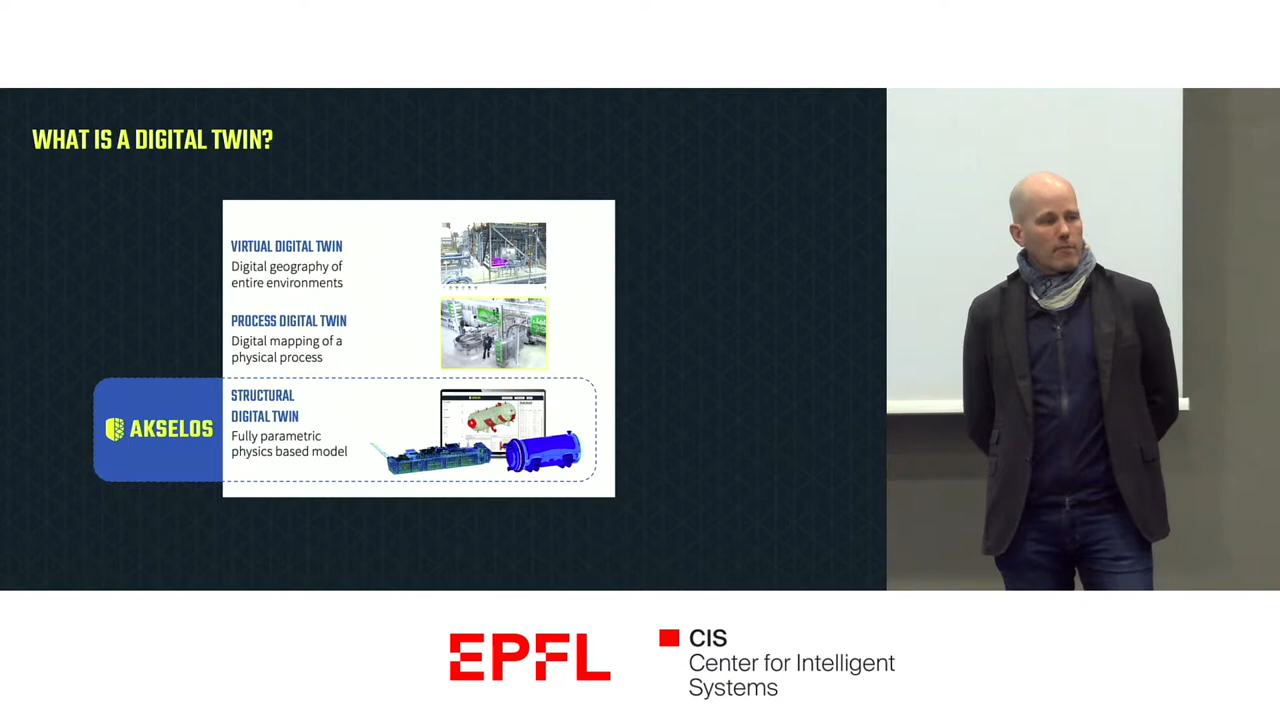 WHAT IS A DIGITAL TWIN?
VIRTUAL DIGITAL TWIN
Digital geography of
entire environments
PROCESS DIGITAL TWIN
Digital mapping of a
physical process
AKSELOS
STRUCTURAL
DIGITAL TWIN
Fully parametric
physics based model
EPFL
CIS
Center for Intelligent
Systems